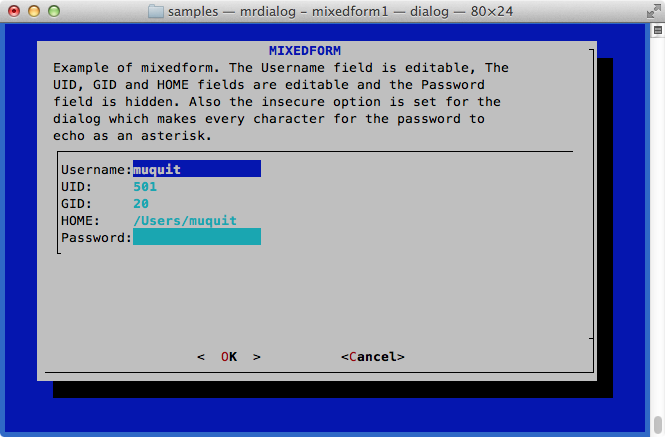 samples — mrdialog – mixedform1 — dialog — 80×24
MIXEDFORM
Example of mixedform. The Username field is editable, The
UID, GID and HOME fields are editable and the Password
field is hidden. Also the insecure option is set for the
dialog which makes every character for the password to
echo as an asterisk.
Username:muquit
UID: 501
GID: 20
HOME: /Users/muquit
Password:
< OK > <Cancel>